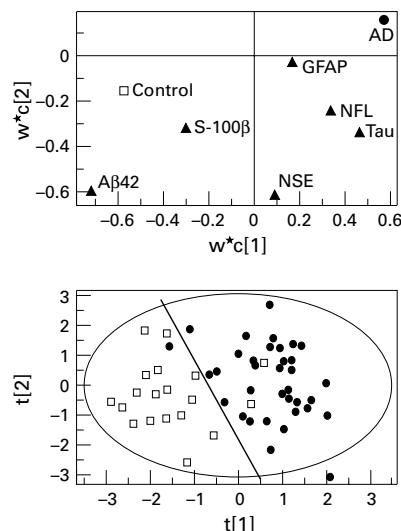 AD
0
GFAP
w★c[2]
Control
−0.2
NFL
S-100β
Tau
−0.4
Aβ42
NSE
−0.6
−0.6 −0.4 −0.2 0 0.2 0.4 0.6
w★c[1]
3
2
1
t[2]
0
−1
−2
−3
−3 −2 −1 0 1 2 3
t[1]